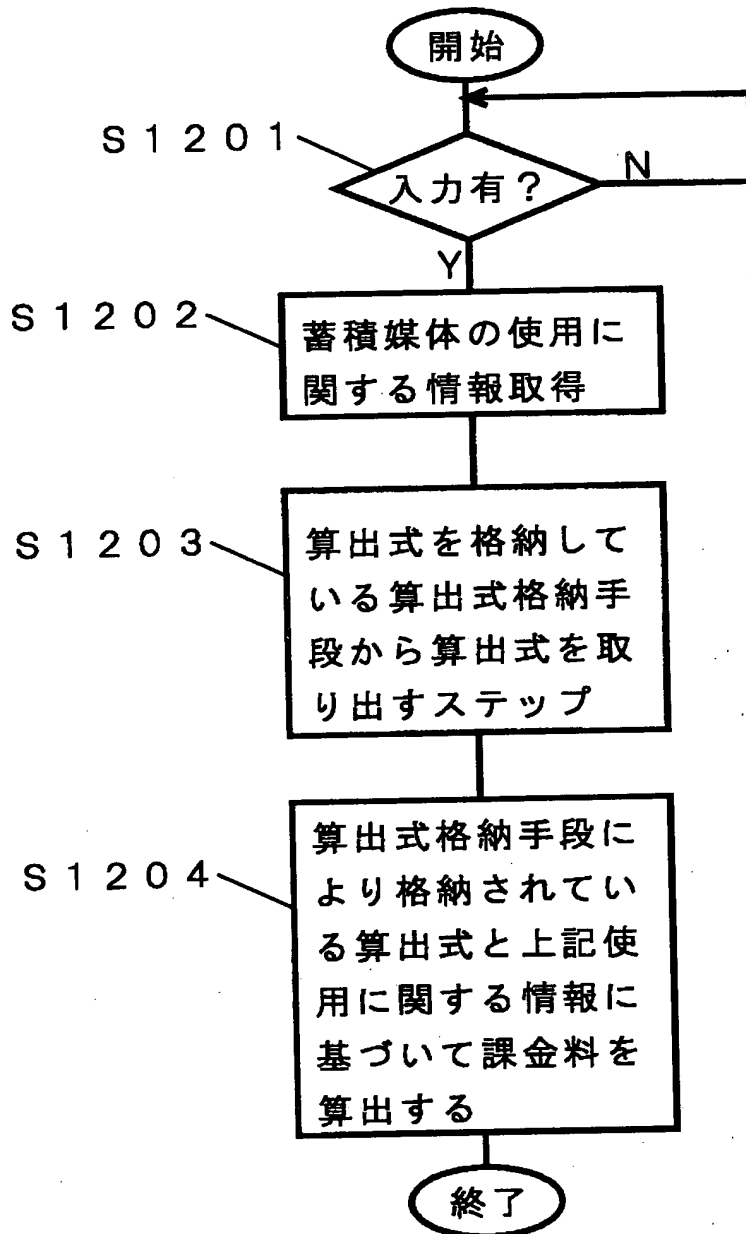 開始
S1201
入力有?
N
Y
S1202
蓄積媒体の使用に
関する情報取得
S1203
算出式を格納して
いる算出式格納手
段から算出式を取
り出すステップ
S1204
算出式格納手段に
より格納されてい
る算出式と上記使
用に関する情報に
基づいて課金料を
算出する
終了